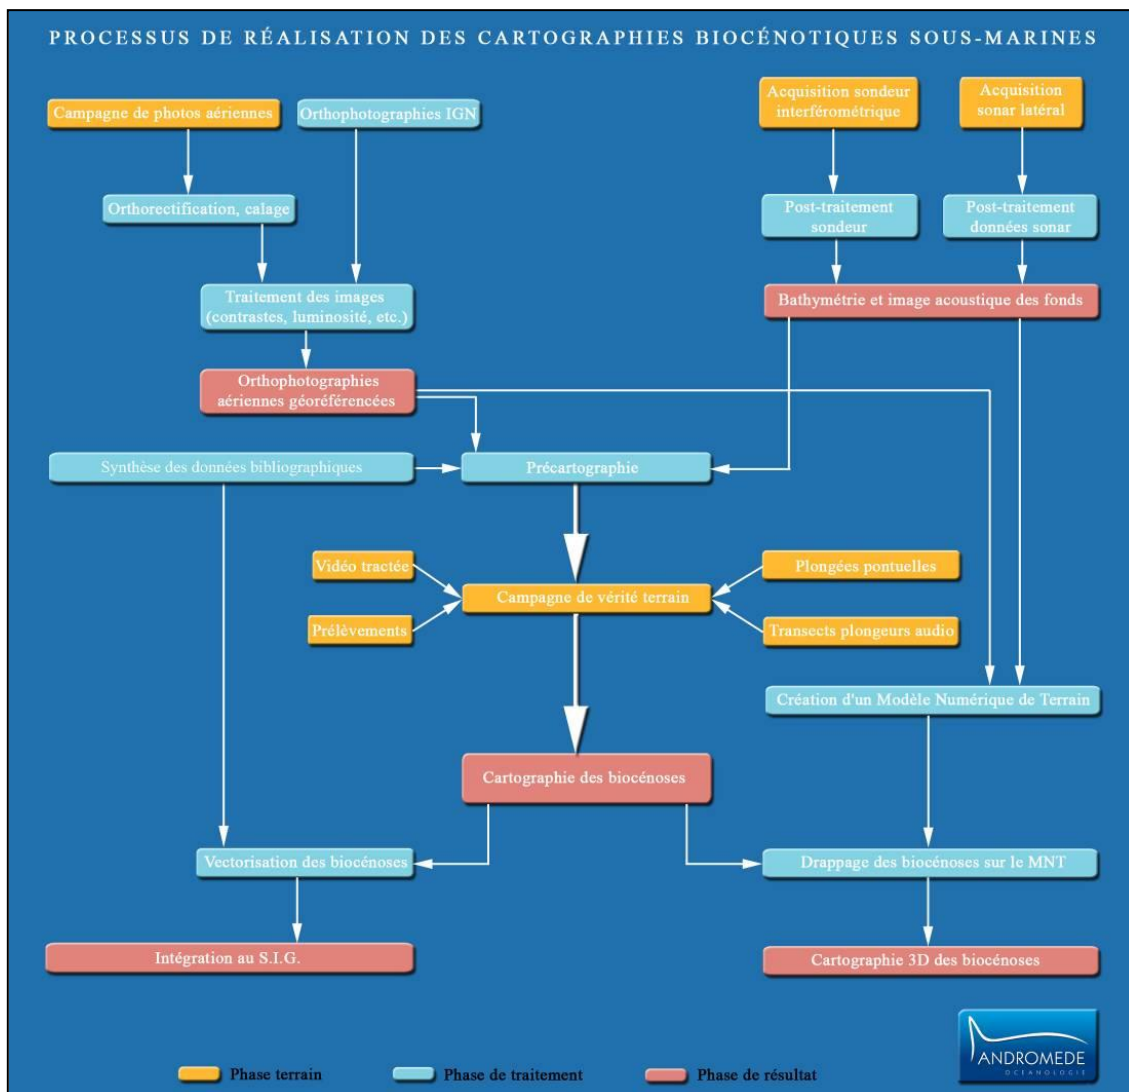 PROCESSUS DE RÉALISATION DES CARTOGRAPHIES BIOCÉNOTIQUES SOUS-MARINES
Campagne de photos aériennes
Orthophotographies IGN
Acquisition sondeur
interférométrique
Acquisition
sonar latéral
Orthorectification, calage
Post-traitement
sondeur
Post-traitement
données sonar
Traitement des images
(contrastes, luminosité, etc.)
Bathymétrie et image acoustique des fonds
Orthophotographies
aériennes géoréférencées
Synthèse des données bibliographiques
Précartographie
Vidéo tractée
Plongées pontuelles
Campagne de vérité terrain
Prélèvements
Transects plongeurs audio
Création d'un Modèle Numérique de Terrain
Cartographie des biocénoses
Vectorisation des biocénoses
Drappage des biocénoses sur le MNT
Intégration au S.I.G.
Cartographie 3D des biocénoses
ANDROMEDE
OCEANOLOGIE
Phase terrain
Phase de traitement
Phase de résultat